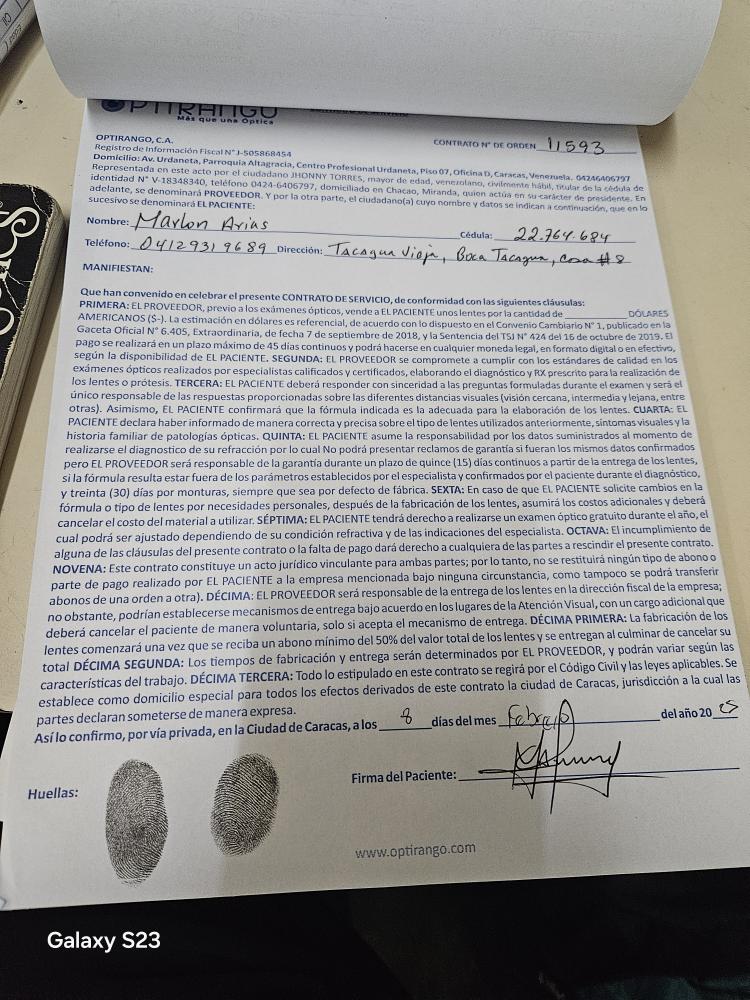 OPTIRANGO
Más que una Óptica
OPTIRANGO, C.A.
CONTRATO N° DE ORDEN 11593
Registro de Información Fiscal N° J-505868454
Domicilio: Av. Urdaneta, Parroquia Altagracia, Centro Profesional Urdaneta, Piso 07, Oficina D, Caracas, Venezuela. 04246406797
Representada en este acto por el ciudadano JHONNY TORRES, mayor de edad, venezolano, civilmente hábil, titular de la cédula de
identidad N° V-18348340, teléfono 0424-6406797, domiciliado en Chacao, Miranda, quien actúa en su carácter de presidente. En
adelante, se denominará PROVEEDOR. Y por la otra parte, el ciudadano(a) cuyo nombre y datos se indican a continuación, que en lo
sucesivo se denominará EL PACIENTE:
Nombre: Marlon Arias Cédula: 22.764.684
Teléfono: 04129319689 Dirección: Tacagua Vieja, Boca Tacagua, casa #8
MANIFIESTAN:
Que han convenido en celebrar el presente CONTRATO DE SERVICIO, de conformidad con las siguientes cláusulas:
PRIMERA: EL PROVEEDOR, previo a los exámenes ópticos, vende a EL PACIENTE unos lentes por la cantidad de ____________ DÓLARES
AMERICANOS ($-). La estimación en dólares es referencial, de acuerdo con lo dispuesto en el Convenio Cambiario N° 1, publicado en la
Gaceta Oficial N° 6.405, Extraordinaria, de fecha 7 de septiembre de 2018, y la Sentencia del TSJ N° 424 del 16 de octubre de 2019. El
pago se realizará en un plazo máximo de 45 días continuos y podrá hacerse en cualquier moneda legal, en formato digital o en efectivo,
según la disponibilidad de EL PACIENTE. SEGUNDA: EL PROVEEDOR se compromete a cumplir con los estándares de calidad en los
exámenes ópticos realizados por especialistas calificados y certificados, elaborando el diagnóstico y RX prescrito para la realización de
los lentes o prótesis. TERCERA: EL PACIENTE deberá responder con sinceridad a las preguntas formuladas durante el examen y será el
único responsable de las respuestas proporcionadas sobre las diferentes distancias visuales (visión cercana, intermedia y lejana, entre
otras). Asimismo, EL PACIENTE confirmará que la fórmula indicada es la adecuada para la elaboración de los lentes. CUARTA: EL
PACIENTE declara haber informado de manera correcta y precisa sobre el tipo de lentes utilizados anteriormente, síntomas visuales y la
historia familiar de patologías ópticas. QUINTA: EL PACIENTE asume la responsabilidad por los datos suministrados al momento de
realizarse el diagnostico de su refracción por lo cual No podrá presentar reclamos de garantía si fueran los mismos datos confirmados
pero EL PROVEEDOR será responsable de la garantía durante un plazo de quince (15) días continuos a partir de la entrega de los lentes,
si la fórmula resulta estar fuera de los parámetros establecidos por el especialista y confirmados por el paciente durante el diagnóstico,
y treinta (30) días por monturas, siempre que sea por defecto de fábrica. SEXTA: En caso de que EL PACIENTE solicite cambios en la
fórmula o tipo de lentes por necesidades personales, después de la fabricación de los lentes, asumirá los costos adicionales y deberá
cancelar el costo del material a utilizar. SÉPTIMA: EL PACIENTE tendrá derecho a realizarse un examen óptico gratuito durante el año, el
cual podrá ser ajustado dependiendo de su condición refractiva y de las indicaciones del especialista. OCTAVA: El incumplimiento de
alguna de las cláusulas del presente contrato o la falta de pago dará derecho a cualquiera de las partes a rescindir el presente contrato.
NOVENA: Este contrato constituye un acto jurídico vinculante para ambas partes; por lo tanto, no se restituirá ningún tipo de abono o
parte de pago realizado por EL PACIENTE a la empresa mencionada bajo ninguna circunstancia, como tampoco se podrá transferir
abonos de una orden a otra). DÉCIMA: EL PROVEEDOR será responsable de la entrega de los lentes en la dirección fiscal de la empresa;
no obstante, podrían establecerse mecanismos de entrega bajo acuerdo en los lugares de la Atención Visual, con un cargo adicional que
deberá cancelar el paciente de manera voluntaria, solo si acepta el mecanismo de entrega. DÉCIMA PRIMERA: La fabricación de los
lentes comenzará una vez que se reciba un abono mínimo del 50% del valor total de los lentes y se entregan al culminar de cancelar su
total DÉCIMA SEGUNDA: Los tiempos de fabricación y entrega serán determinados por EL PROVEEDOR, y podrán variar según las
características del trabajo. DÉCIMA TERCERA: Todo lo estipulado en este contrato se regirá por el Código Civil y las leyes aplicables. Se
establece como domicilio especial para todos los efectos derivados de este contrato la ciudad de Caracas, jurisdicción a la cual las
partes declaran someterse de manera expresa.
Así lo confirmo, por vía privada, en la Ciudad de Caracas, a los 8 días del mes Febrero del año 20 25
Huellas:
Firma del Paciente:
www.optirango.com
Galaxy S23